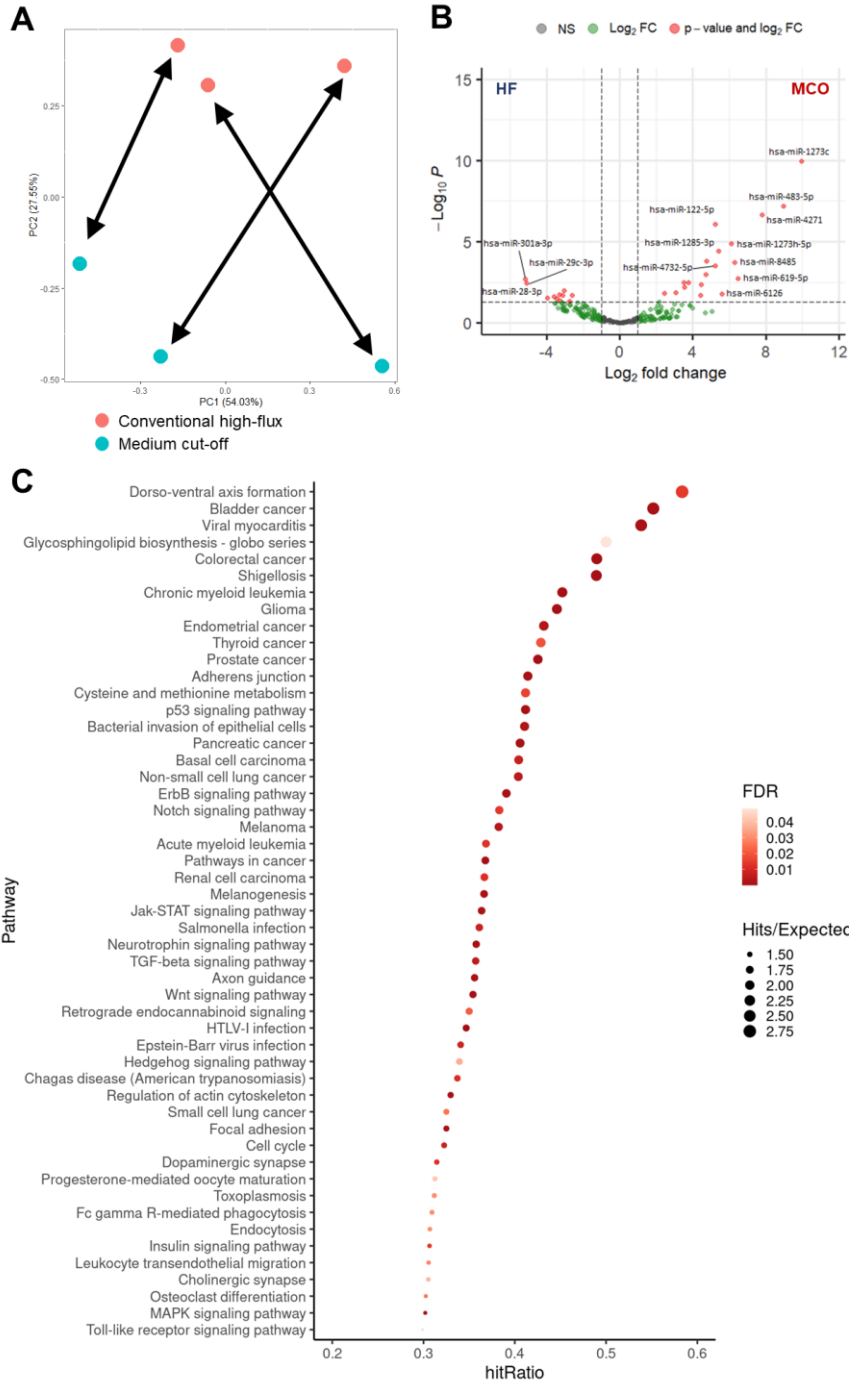 A
0.25
0.00
-0.25
-0.50
PC2 (27.55%)
-0.3
0.0
0.3
0.6
PC1 (54.03%)
Conventional high-flux
Medium cut-off
B
NS
Log2 FC
p – value and log2 FC
HF
MCO
15
10
5
0
– Log10 P
hsa-miR-1273c
hsa-miR-483-5p
hsa-miR-4271
hsa-miR-122-5p
hsa-miR-301a-3p
hsa-miR-1285-3p
hsa-miR-1273h-5p
hsa-miR-29c-3p
hsa-miR-4732-5p
hsa-miR-8485
hsa-miR-619-5p
hsa-miR-28-3p
hsa-miR-6126
-4
0
4
8
12
Log2 fold change
C
Pathway
Dorso-ventral axis formation
Bladder cancer
Viral myocarditis
Glycosphingolipid biosynthesis - globo series
Colorectal cancer
Shigellosis
Chronic myeloid leukemia
Glioma
Endometrial cancer
Thyroid cancer
Prostate cancer
Adherens junction
Cysteine and methionine metabolism
p53 signaling pathway
Bacterial invasion of epithelial cells
Pancreatic cancer
Basal cell carcinoma
Non-small cell lung cancer
ErbB signaling pathway
Notch signaling pathway
Melanoma
Acute myeloid leukemia
Pathways in cancer
Renal cell carcinoma
Melanogenesis
Jak-STAT signaling pathway
Salmonella infection
Neurotrophin signaling pathway
TGF-beta signaling pathway
Axon guidance
Wnt signaling pathway
Retrograde endocannabinoid signaling
HTLV-I infection
Epstein-Barr virus infection
Hedgehog signaling pathway
Chagas disease (American trypanosomiasis)
Regulation of actin cytoskeleton
Small cell lung cancer
Focal adhesion
Cell cycle
Dopaminergic synapse
Progesterone-mediated oocyte maturation
Toxoplasmosis
Fc gamma R-mediated phagocytosis
Endocytosis
Insulin signaling pathway
Leukocyte transendothelial migration
Cholinergic synapse
Osteoclast differentiation
MAPK signaling pathway
Toll-like receptor signaling pathway
0.2
0.3
0.4
0.5
0.6
hitRatio
FDR
0.04
0.03
0.02
0.01
Hits/Expected
1.50
1.75
2.00
2.25
2.50
2.75